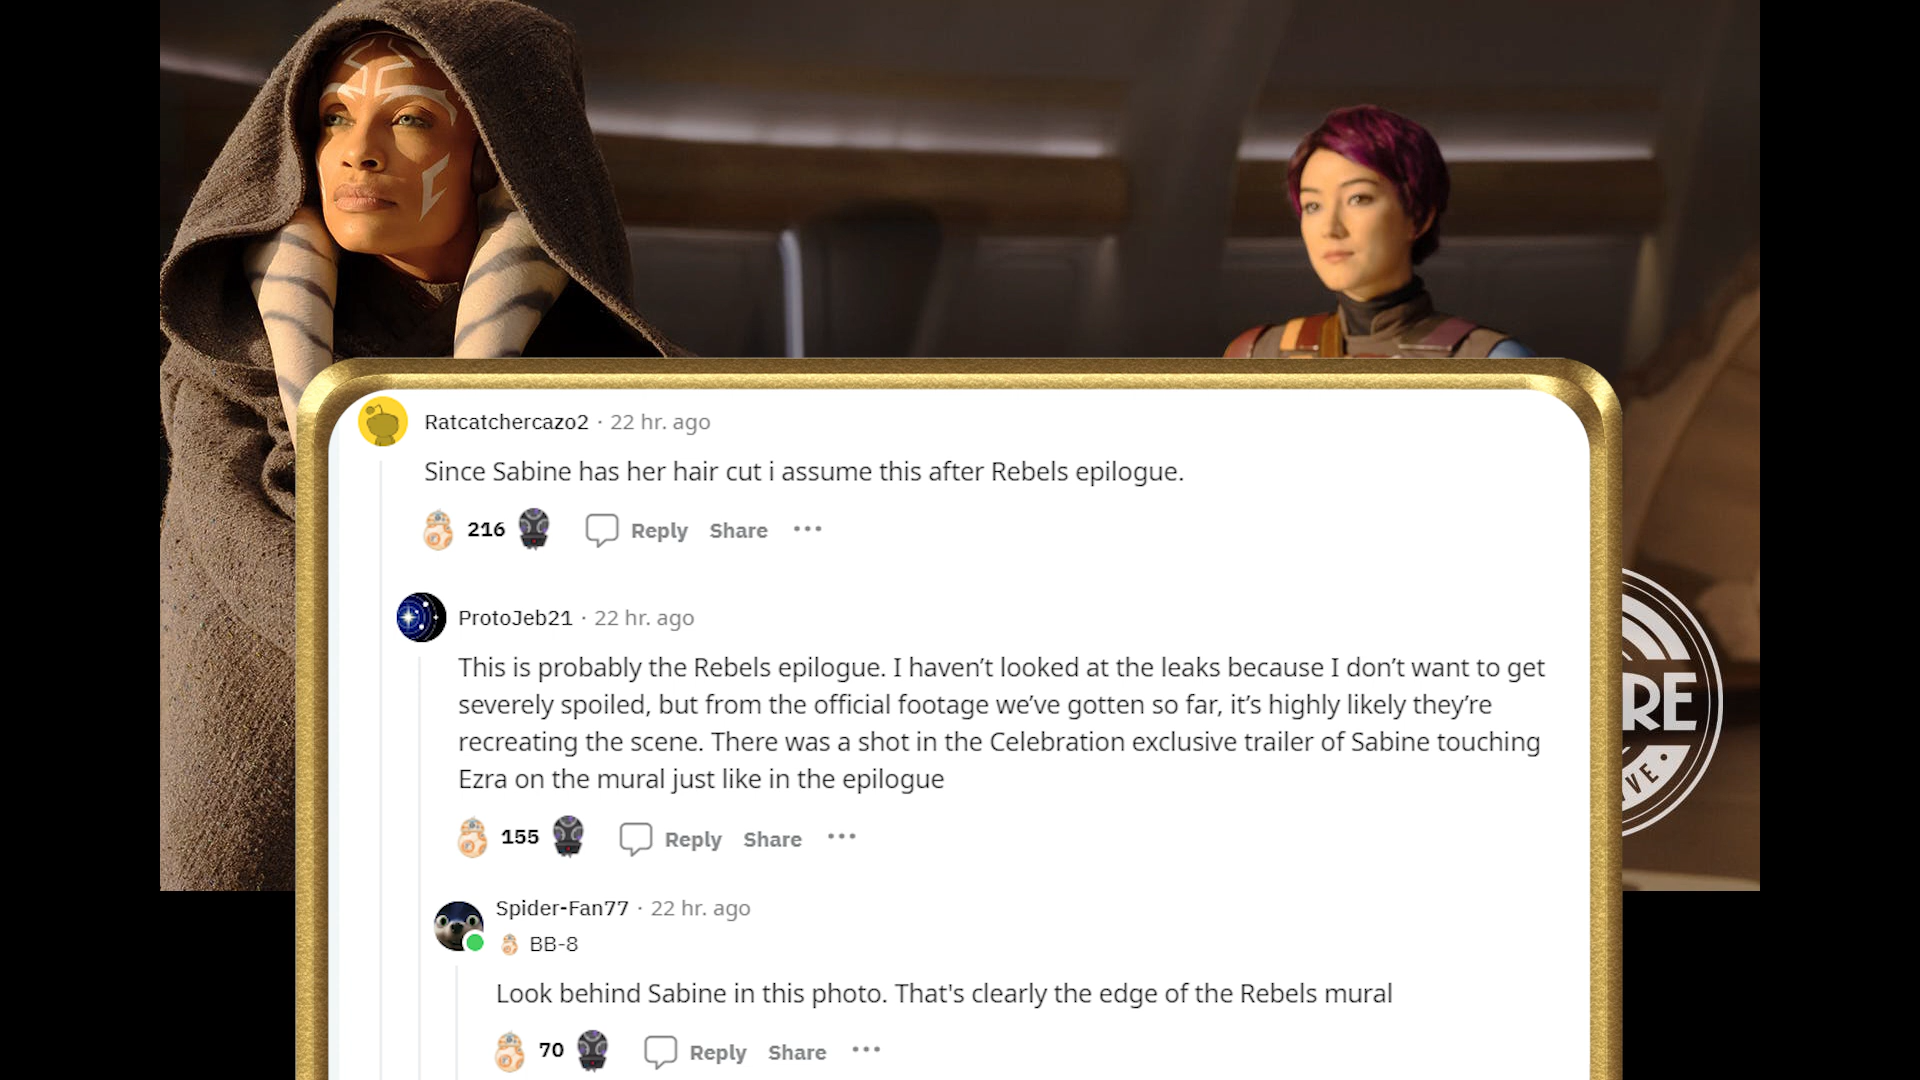 Ratcatchercazo2 · 22 hr. ago
Since Sabine has her hair cut i assume this after Rebels epilogue.
216 Reply Share ···
ProtoJeb21 · 22 hr. ago
This is probably the Rebels epilogue. I haven’t looked at the leaks because I don’t want to get
severely spoiled, but from the official footage we’ve gotten so far, it’s highly likely they’re
recreating the scene. There was a shot in the Celebration exclusive trailer of Sabine touching
Ezra on the mural just like in the epilogue
155 Reply Share ···
Spider-Fan77 · 22 hr. ago
BB-8
Look behind Sabine in this photo. That's clearly the edge of the Rebels mural
70 Reply Share ···